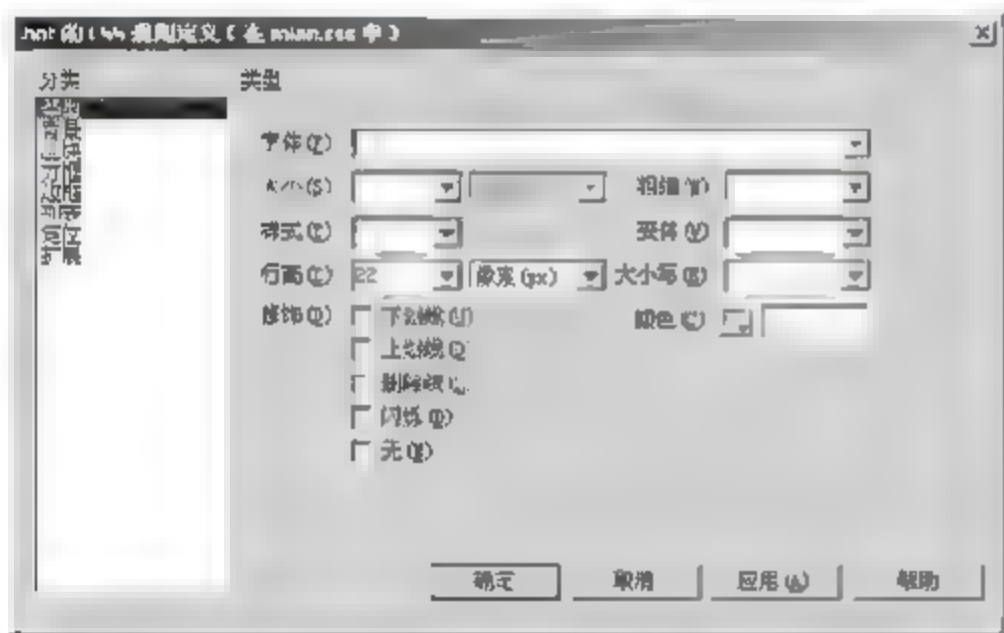 .hot 的 CSS 规则定义 ( 在 mian.css 中 )
分类
类型
类型
字体(F)
大小(S)
粗细(W)
样式(T)
变体(V)
行高(I) 22 像素(px) 大小写(R)
修饰(D)
下划线(U)
颜色(C)
上划线(O)
删除线(L)
闪烁(B)
无(N)
确定 取消 应用(A) 帮助